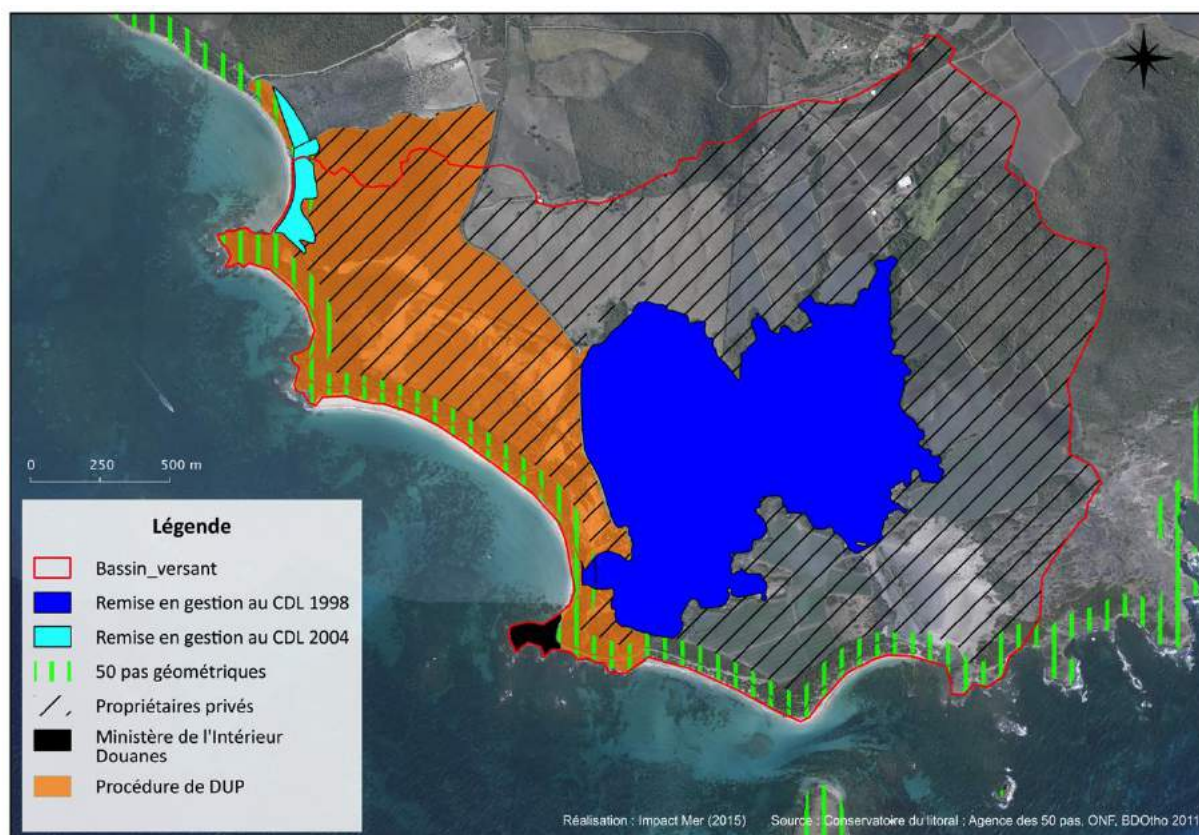 0 250 500 m
Légende
Bassin_versant
Remise en gestion au CDL 1998
Remise en gestion au CDL 2004
50 pas géométriques
Propriétaires privés
Ministère de l'Intérieur
Douanes
Procédure de DUP
Réalisation : Impact Mer (2015) Source : Conservatoire du littoral ; Agence des 50 pas, ONF, BDOtho 2011